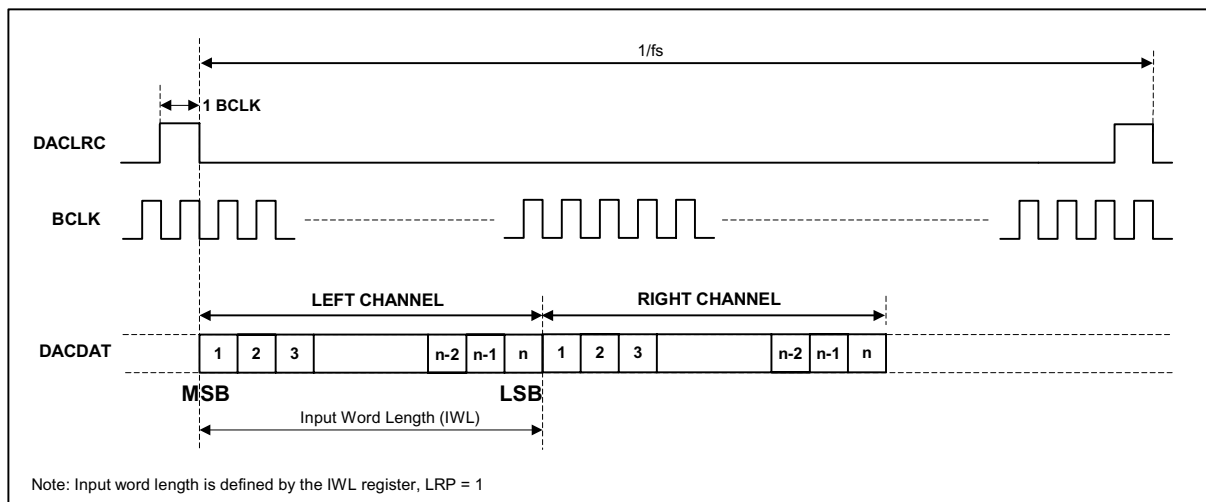 1/fs
1 BCLK
DACLRC
BCLK
LEFT CHANNEL RIGHT CHANNEL
DACDAT 1 2 3 n-2 n-1 n 1 2 3 n-2 n-1 n
MSB LSB
Input Word Length (IWL)
Note: Input word length is defined by the IWL register, LRP = 1